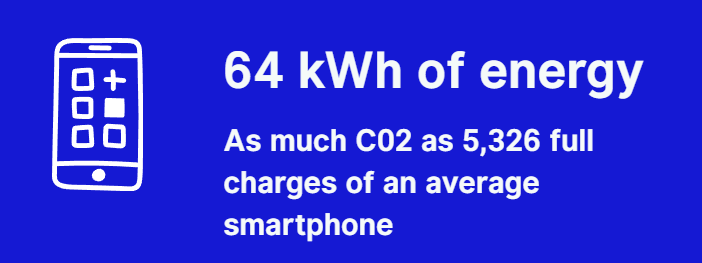 64 kWh of energy
As much C02 as 5,326 full
charges of an average
smartphone